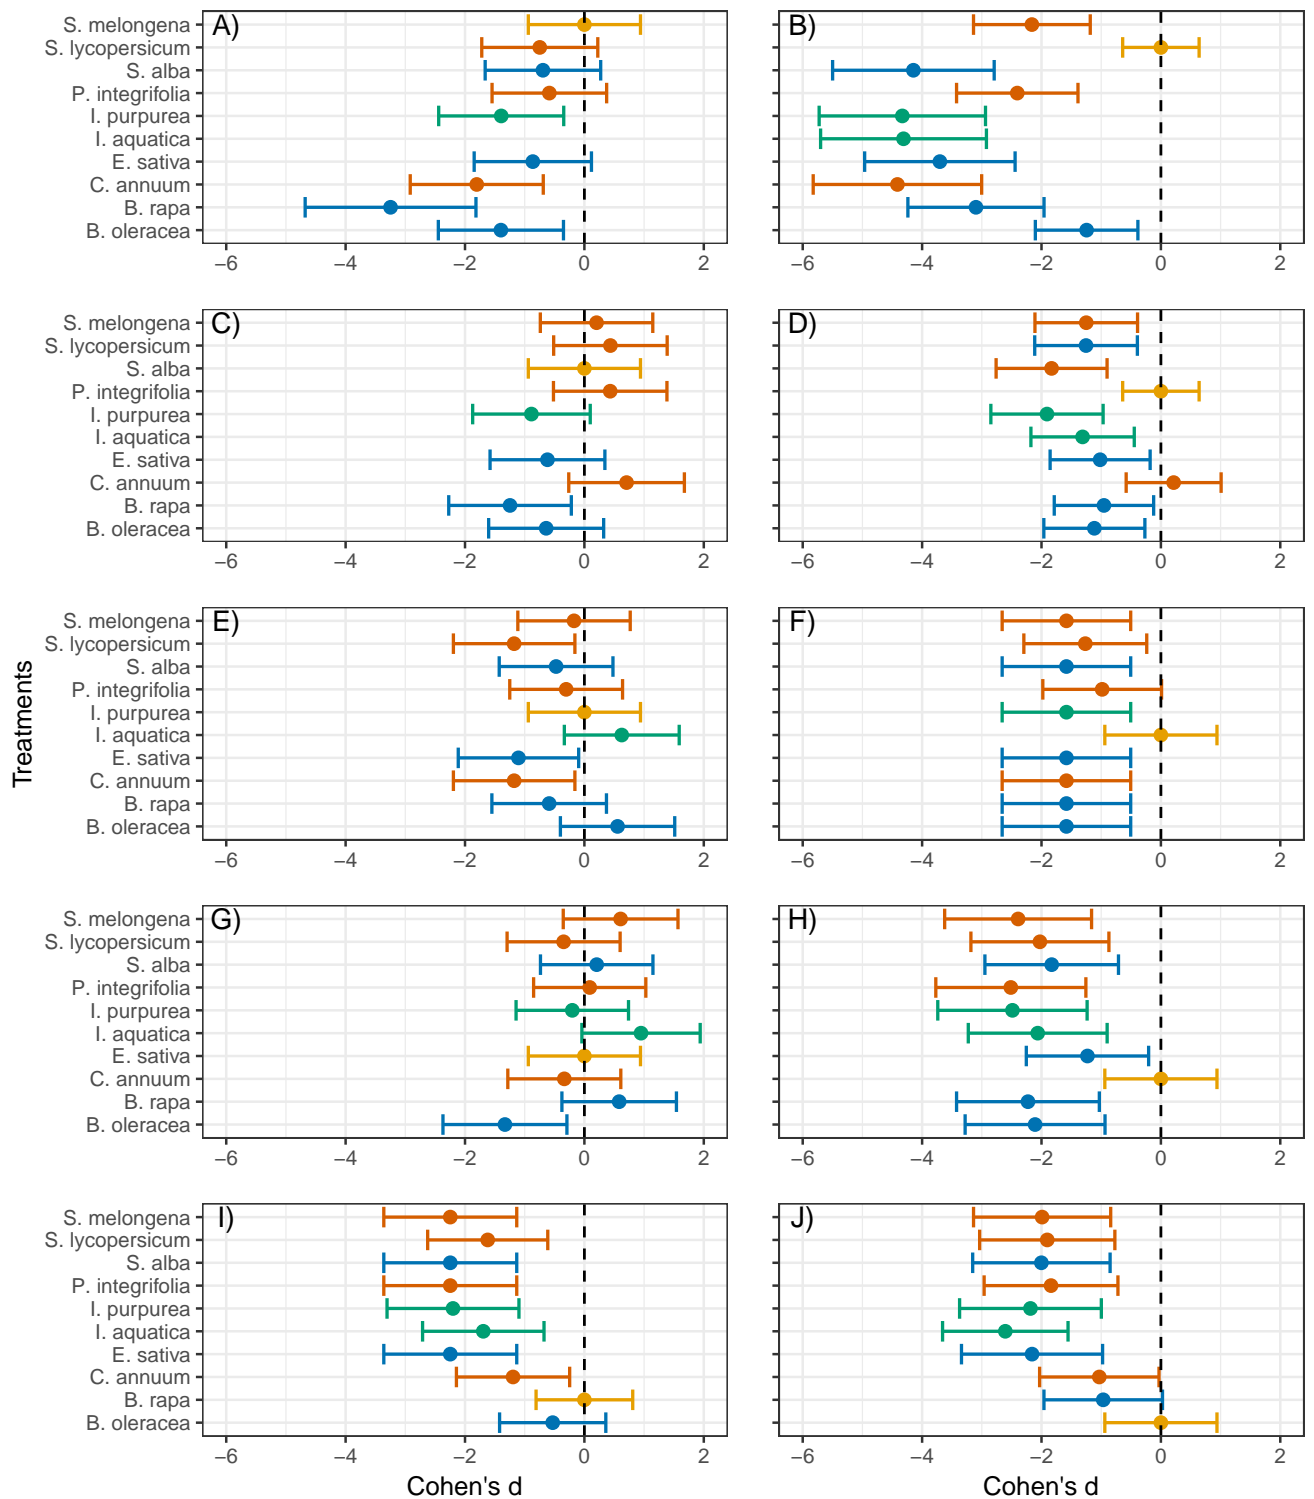 A)
B)
S. melongena
S. lycopersicum
S. alba
P. integrifolia
I. purpurea
I. aquatica
E. sativa
C. annuum
B. rapa
B. oleracea
−6 −4 −2 0 2
−6 −4 −2 0 2
C)
D)
S. melongena
S. lycopersicum
S. alba
P. integrifolia
I. purpurea
I. aquatica
E. sativa
C. annuum
B. rapa
B. oleracea
−6 −4 −2 0 2
−6 −4 −2 0 2
Treatments
E)
F)
S. melongena
S. lycopersicum
S. alba
P. integrifolia
I. purpurea
I. aquatica
E. sativa
C. annuum
B. rapa
B. oleracea
−6 −4 −2 0 2
−6 −4 −2 0 2
G)
H)
S. melongena
S. lycopersicum
S. alba
P. integrifolia
I. purpurea
I. aquatica
E. sativa
C. annuum
B. rapa
B. oleracea
−6 −4 −2 0 2
−6 −4 −2 0 2
I)
J)
S. melongena
S. lycopersicum
S. alba
P. integrifolia
I. purpurea
I. aquatica
E. sativa
C. annuum
B. rapa
B. oleracea
−6 −4 −2 0 2
−6 −4 −2 0 2
Cohen's d
Cohen's d